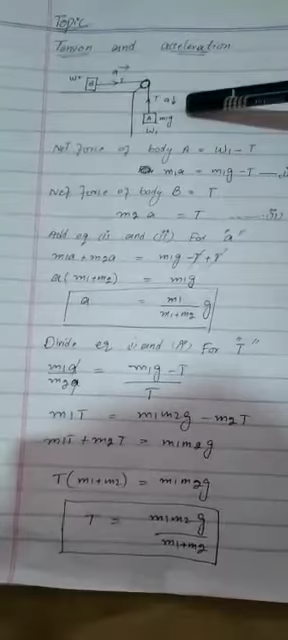 Topic
Tension and acceleration
a→
B
T
T a↓
A m1g
W1
Net Force of body A = W1 - T
m1a = m1g - T —(i)
Net Force of body B = T
m2 a = T —(ii)
Add eq (i) and (ii) For "a"
m1a + m2a = m1g - T + T
a(m1+m2) = m1g
a = m1/m1+m2 g
Divide eq (i) and (ii) For "T"
m1a/m2a = m1g - T/T
m1T = m1m2g - m2T
m1T + m2T = m1m2g
T(m1+m2) = m1m2g
T = m1m2g/m1+m2